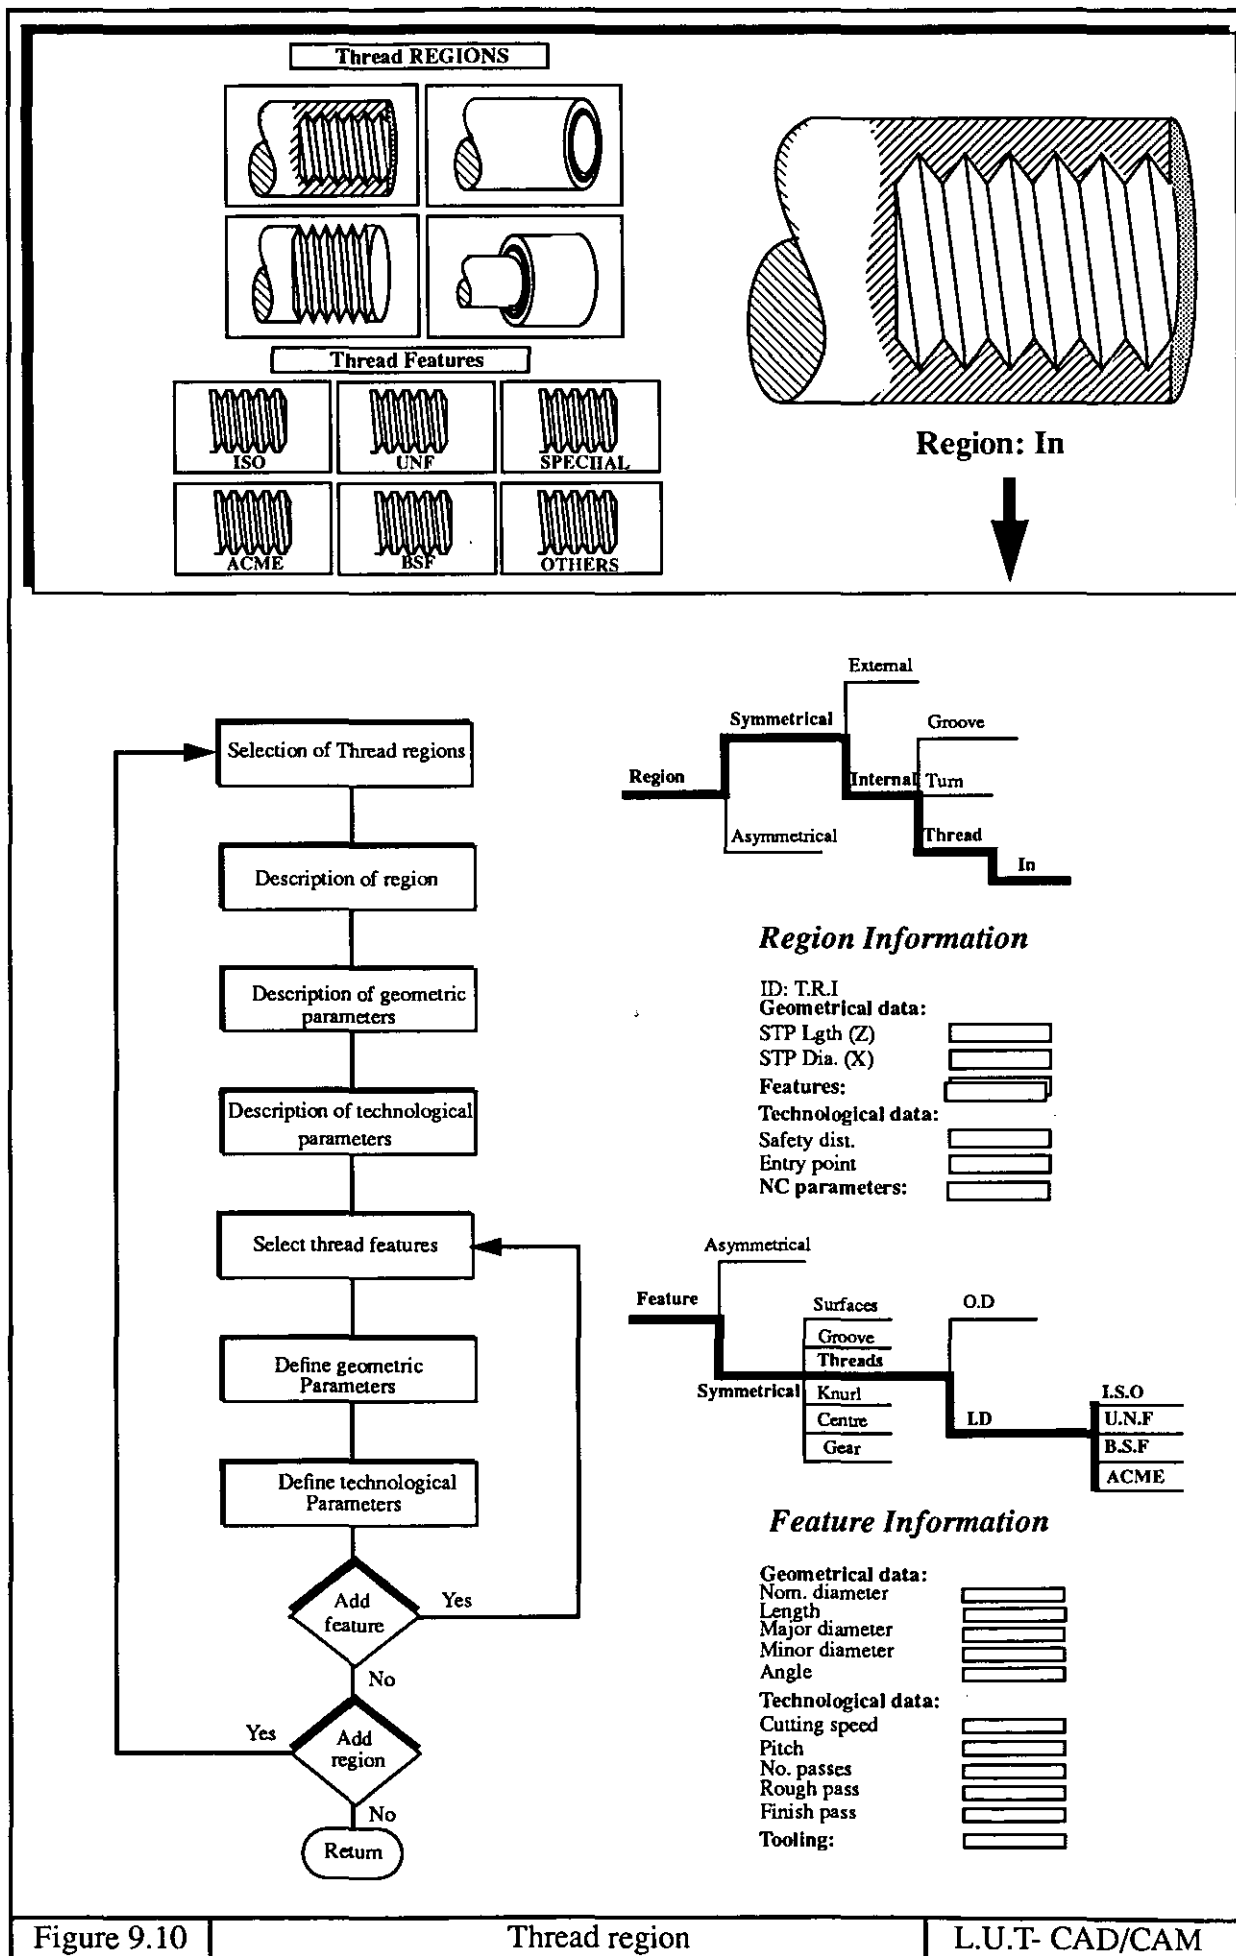 Thread REGIONS
Thread Features
ISO
UNF
SPECIIAL
ACME
BSF
OTHERS
Region: In
Selection of Thread regions
Description of region
Description of geometric
parameters
Description of technological
parameters
Select thread features
Define geometric
Parameters
Define technological
Parameters
Add
feature
Yes
No
Yes
Add
region
No
Return
External
Symmetrical
Groove
Region
Internal
Turn
Asymmetrical
Thread
In
Region Information
ID: T.R.I
Geometrical data:
STP Lgth (Z)
STP Dia. (X)
Features:
Technological data:
Safety dist.
Entry point
NC parameters:
Asymmetrical
Feature
Surfaces
O.D
Groove
Threads
Symmetrical
Knurl
I.S.O
Centre
I.D
U.N.F
Gear
B.S.F
ACME
Feature Information
Geometrical data:
Nom. diameter
Length
Major diameter
Minor diameter
Angle
Technological data:
Cutting speed
Pitch
No. passes
Rough pass
Finish pass
Tooling:
Figure 9.10
Thread region
L.U.T- CAD/CAM